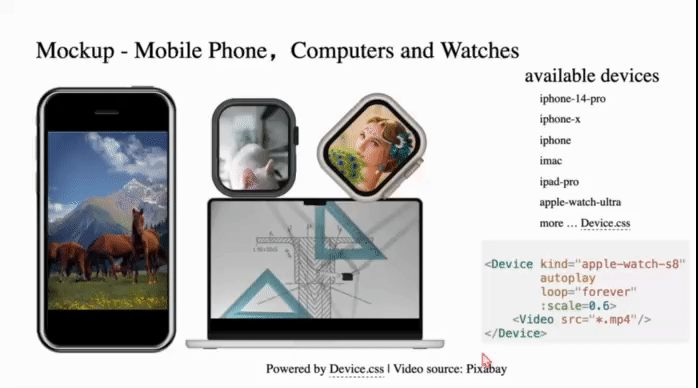 Mockup - Mobile Phone，Computers and Watches
available devices
iphone-14-pro
iphone-x
iphone
imac
ipad-pro
apple-watch-ultra
more … Device.css
<Device kind="apple-watch-s8"
autoplay
loop="forever"
:scale=0.6>
<Video src="*.mp4"/>
</Device>
Powered by Device.css | Video source: Pixabay